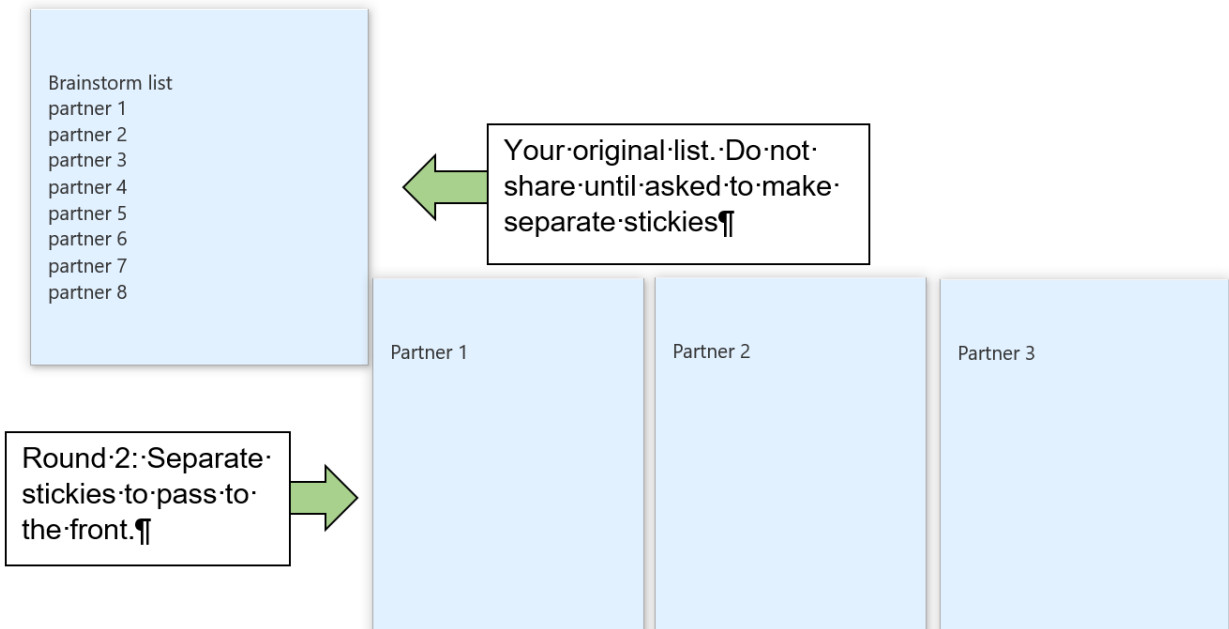 Brainstorm list
partner 1
partner 2
partner 3
partner 4
partner 5
partner 6
partner 7
partner 8
Your·original·list.·Do·not·
share·until·asked·to·make·
separate·stickies¶
Partner 1
Partner 2
Partner 3
Round·2:·Separate·
stickies·to·pass·to·
the·front.¶